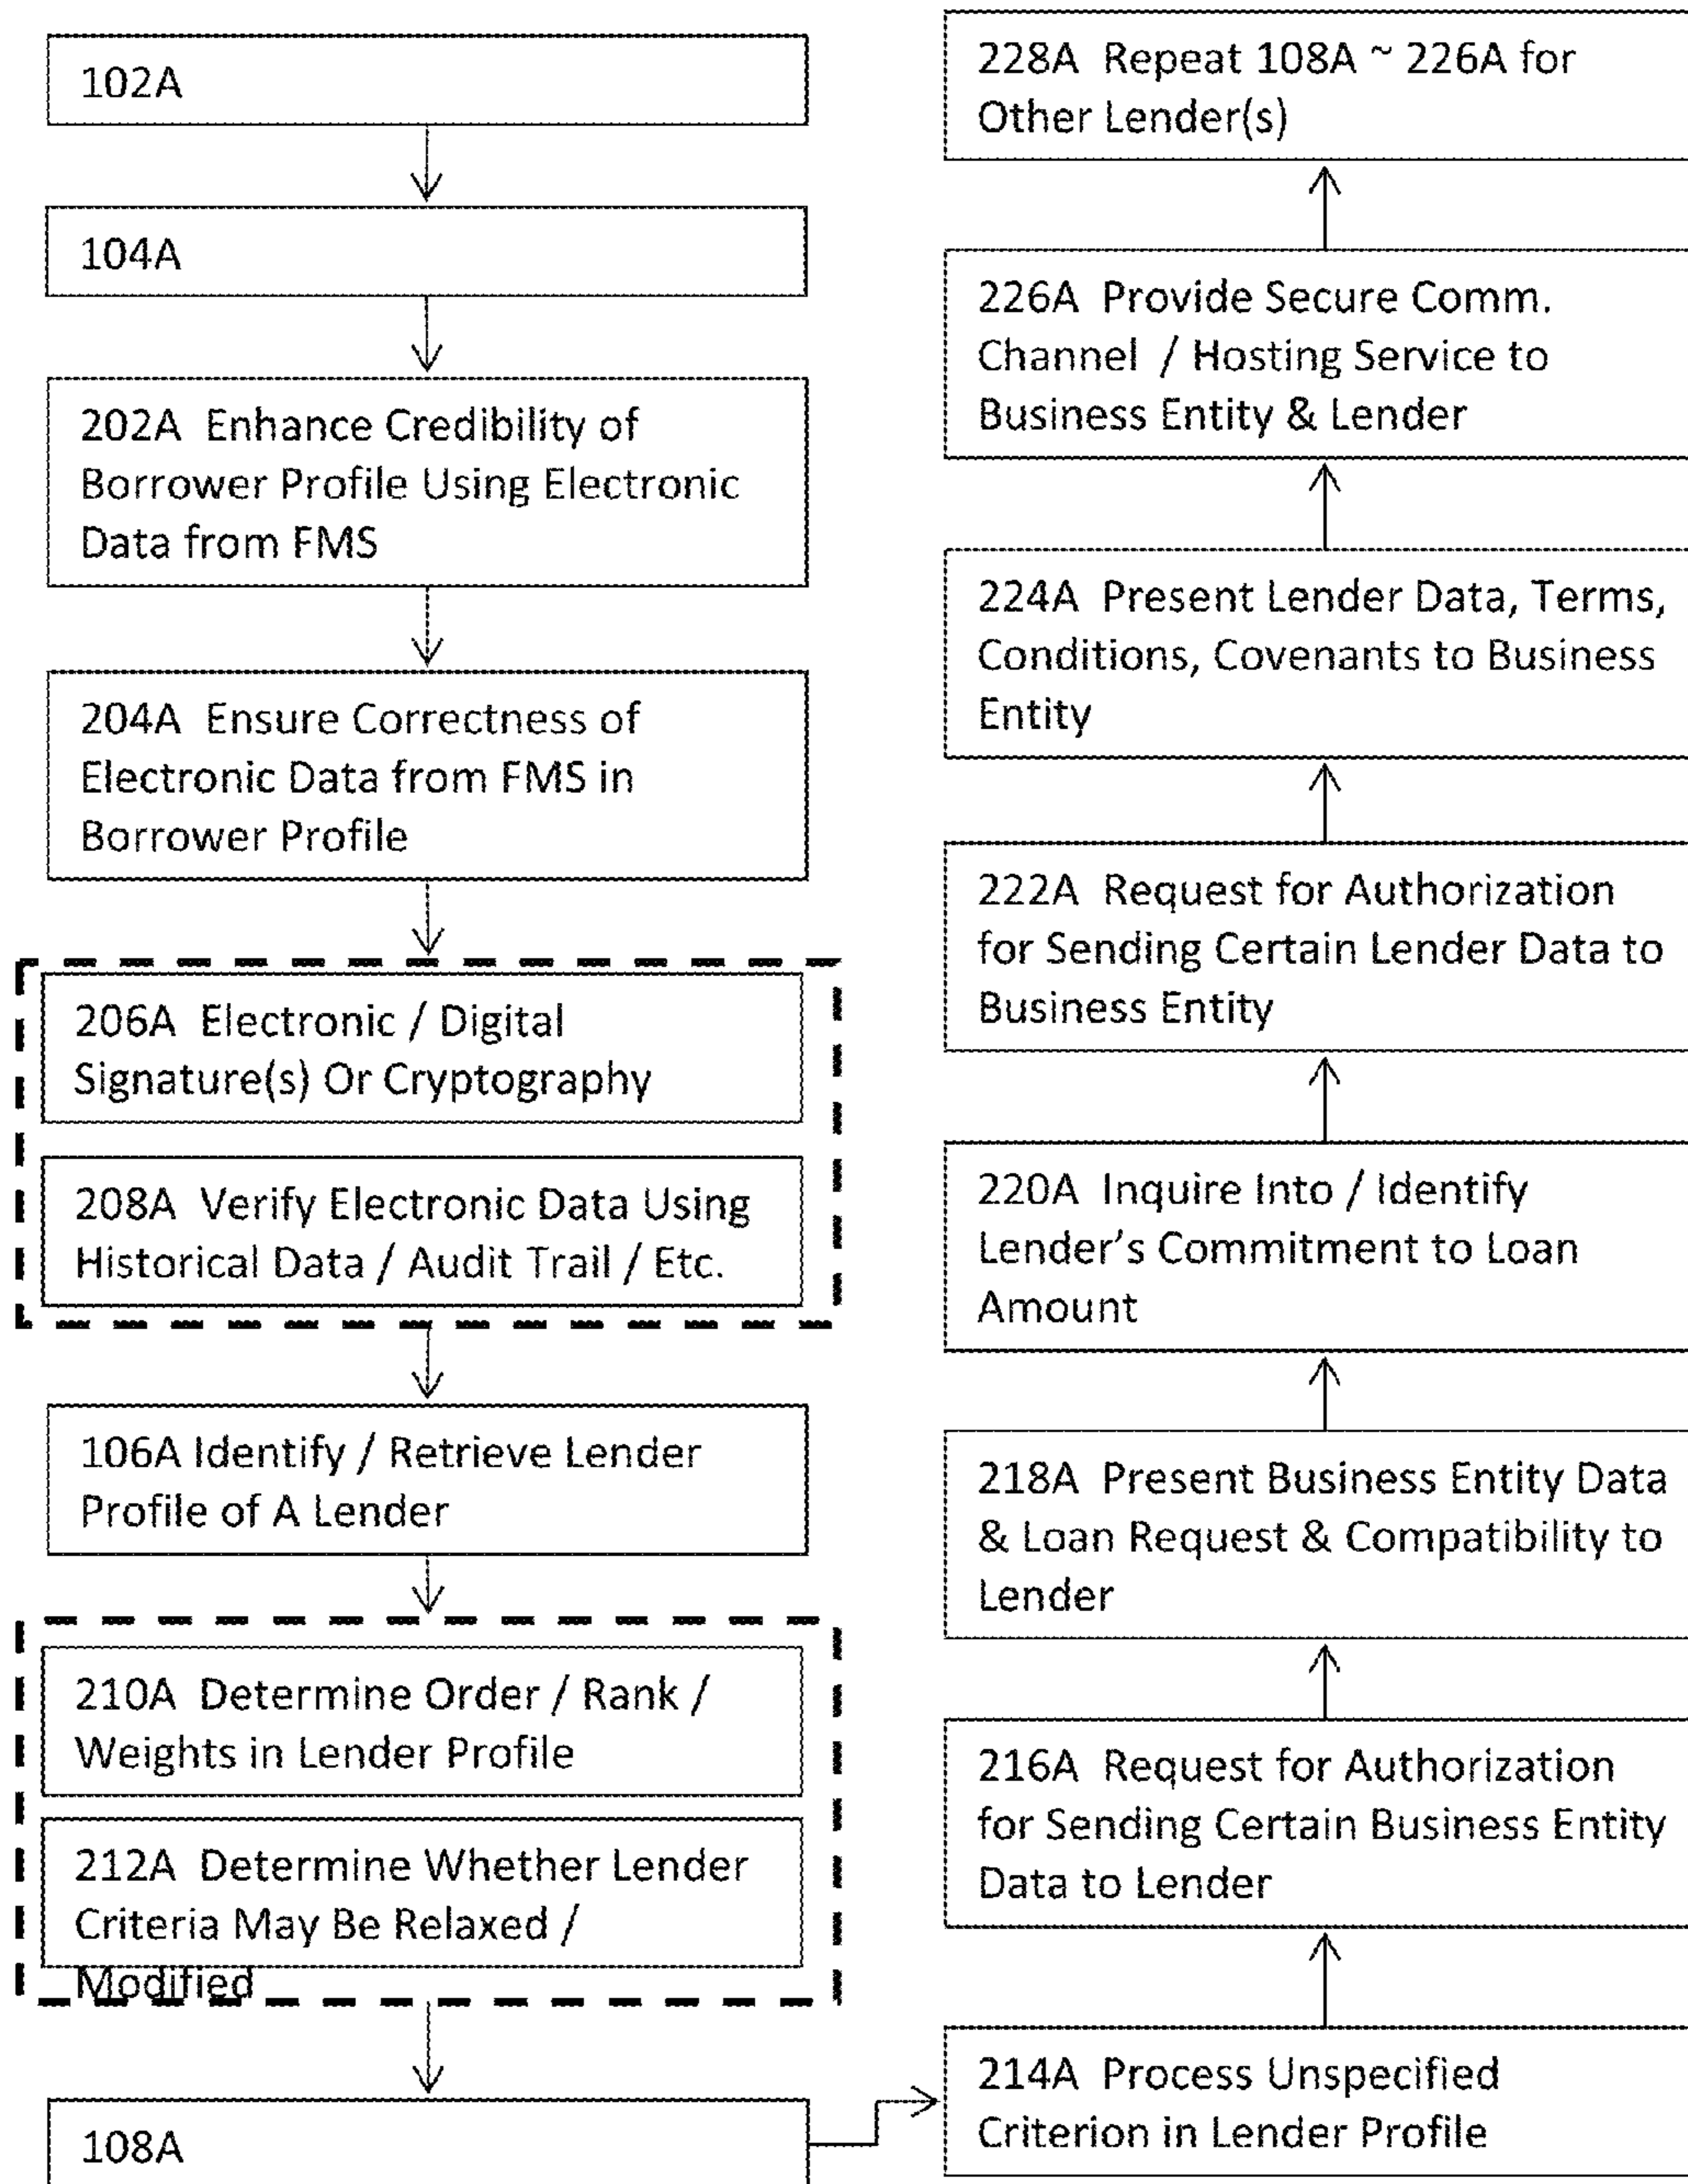 102A
104A
202A Enhance Credibility of
Borrower Profile Using Electronic
Data from FMS
204A Ensure Correctness of
Electronic Data from FMS in
Borrower Profile
206A Electronic / Digital
Signature(s) Or Cryptography
208A Verify Electronic Data Using
Historical Data / Audit Trail / Etc.
106A Identify / Retrieve Lender
Profile of A Lender
210A Determine Order / Rank /
Weights in Lender Profile
212A Determine Whether Lender
Criteria May Be Relaxed /
Modified
108A
228A Repeat 108A ~ 226A for
Other Lender(s)
226A Provide Secure Comm.
Channel / Hosting Service to
Business Entity & Lender
224A Present Lender Data, Terms,
Conditions, Covenants to Business
Entity
222A Request for Authorization
for Sending Certain Lender Data to
Business Entity
220A Inquire Into / Identify
Lender's Commitment to Loan
Amount
218A Present Business Entity Data
& Loan Request & Compatibility to
Lender
216A Request for Authorization
for Sending Certain Business Entity
Data to Lender
214A Process Unspecified
Criterion in Lender Profile